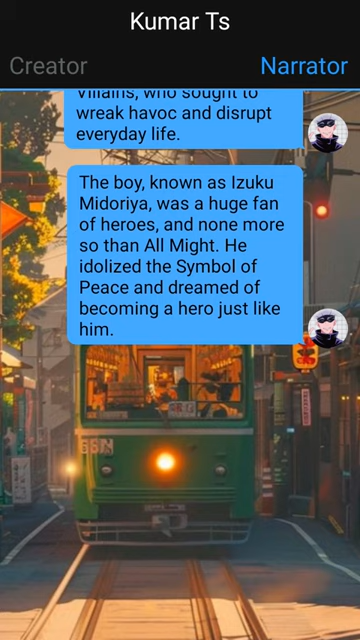 Kumar Ts
Creator
Narrator
Villains, who sought to
wreak havoc and disrupt
everyday life.
The boy, known as Izuku
Midoriya, was a huge fan
of heroes, and none more
so than All Might. He
idolized the Symbol of
Peace and dreamed of
becoming a hero just like
him.